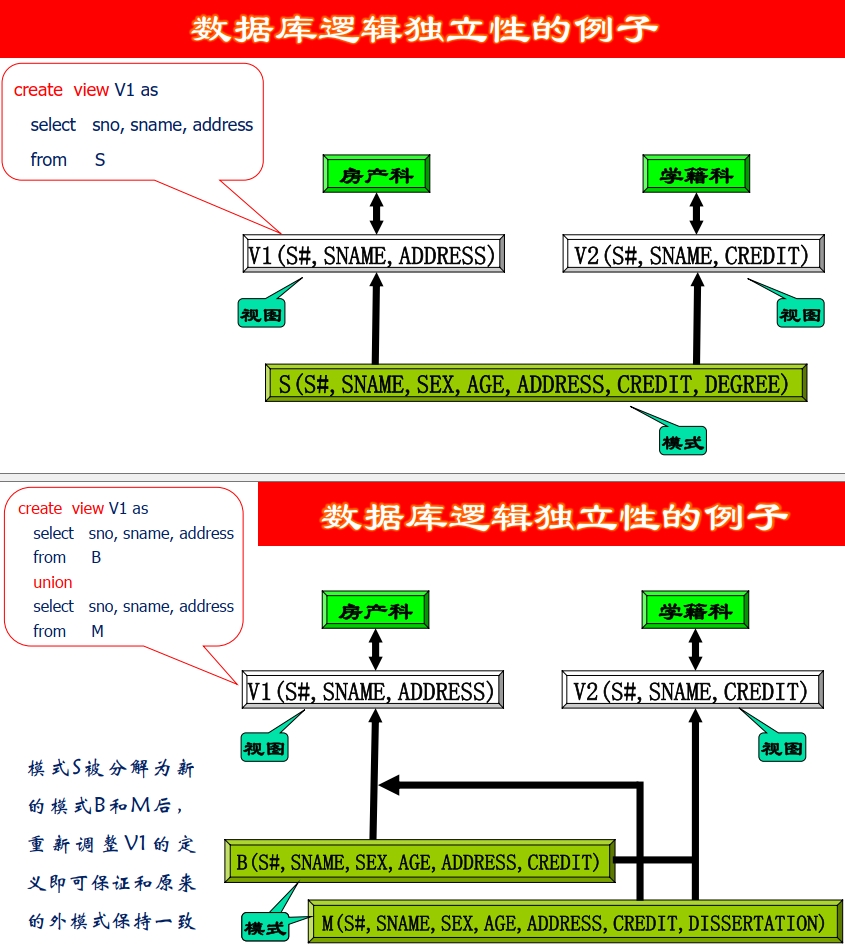 数据库逻辑独立性的例子
create view V1 as
select sno, sname, address
from S
房产科
学籍科
V1(S#,SNAME,ADDRESS)
V2(S#,SNAME,CREDIT)
视图
视图
S(S#,SNAME,SEX,AGE,ADDRESS,CREDIT,DEGREE)
模式
数据库逻辑独立性的例子
create view V1 as
select sno, sname, address
from B
union
select sno, sname, address
from M
房产科
学籍科
V1(S#,SNAME,ADDRESS)
V2(S#,SNAME,CREDIT)
视图
视图
模式S被分解为新
的模式B和M后，
重新调整V1的定
义即可保证和原来
的外模式保持一致
B(S#,SNAME,SEX,AGE,ADDRESS,CREDIT)
模式
M(S#,SNAME,SEX,AGE,ADDRESS,CREDIT,DISSERTATION)